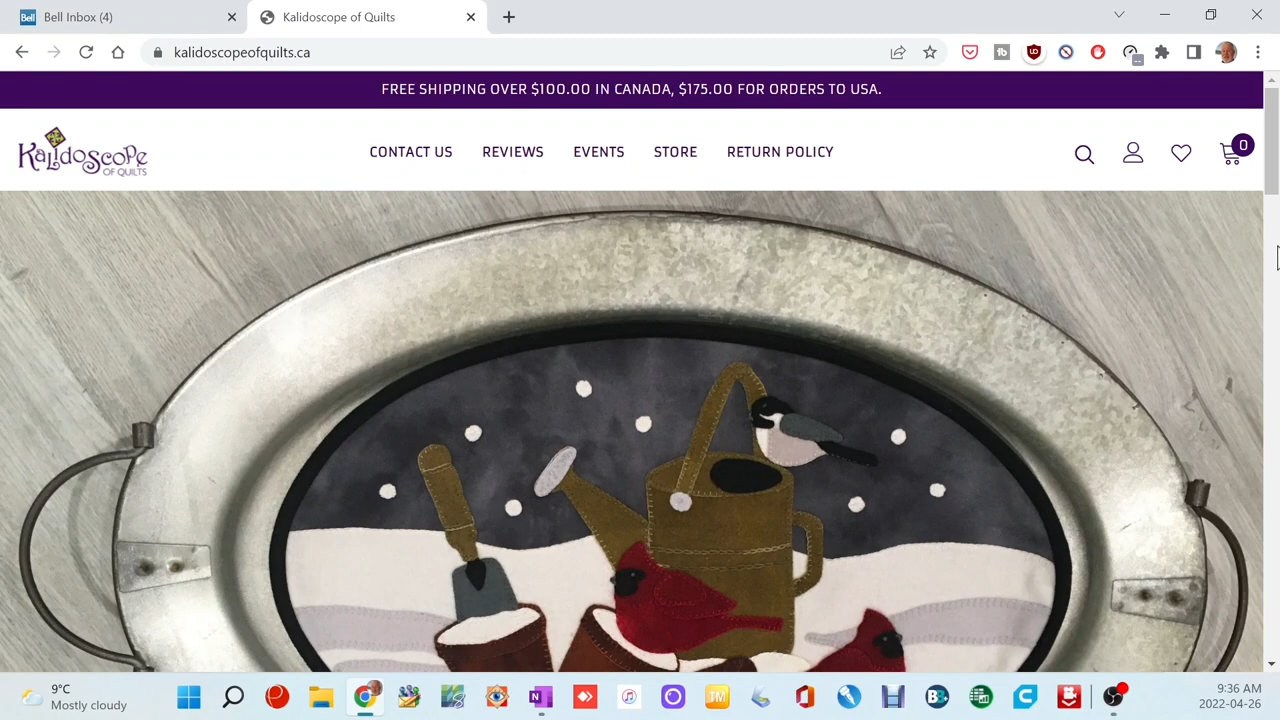 Bell
Bell Inbox (4)
Kalidoscope of Quilts
kalidoscopeofquilts.ca
FREE SHIPPING OVER $100.00 IN CANADA, $175.00 FOR ORDERS TO USA.
KALIDOSCOPE
OF QUILTS
CONTACT US
REVIEWS
EVENTS
STORE
RETURN POLICY
0
9°C
Mostly cloudy
9:36 AM
2022-04-26